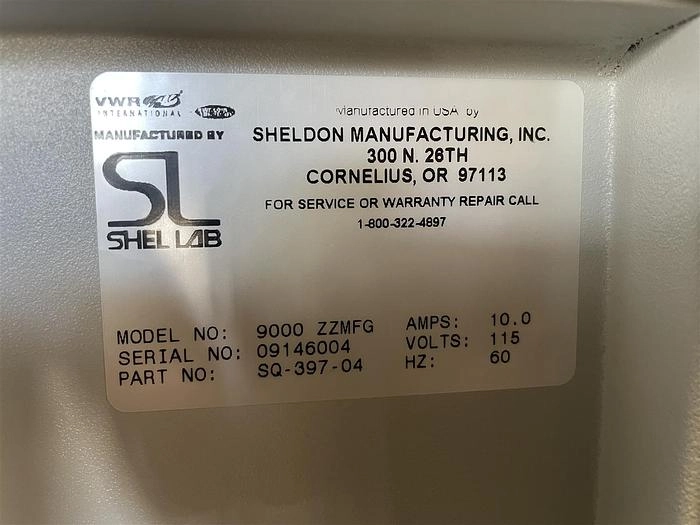 VWR
INTERNATIONAL
MANUFACTURED BY
SL
SHEL LAB
Manufactured in USA by
SHELDON MANUFACTURING, INC.
300 N. 26TH
CORNELIUS, OR 97113
FOR SERVICE OR WARRANTY REPAIR CALL
1-800-322-4897
MODEL NO: 9000 ZZMFG AMPS: 10.0
SERIAL NO: 09146004 VOLTS: 115
PART NO: SQ-397-04 HZ: 60